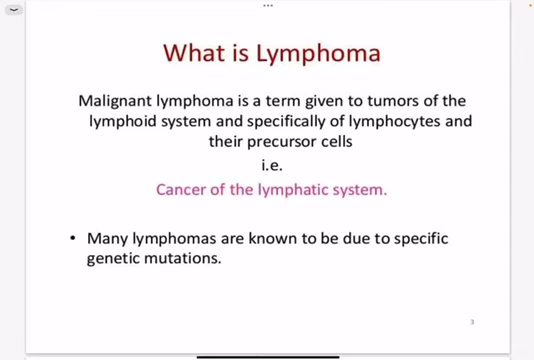 What is Lymphoma
Malignant lymphoma is a term given to tumors of the
lymphoid system and specifically of lymphocytes and
their precursor cells
i.e.
Cancer of the lymphatic system.
• Many lymphomas are known to be due to specific
genetic mutations.
3